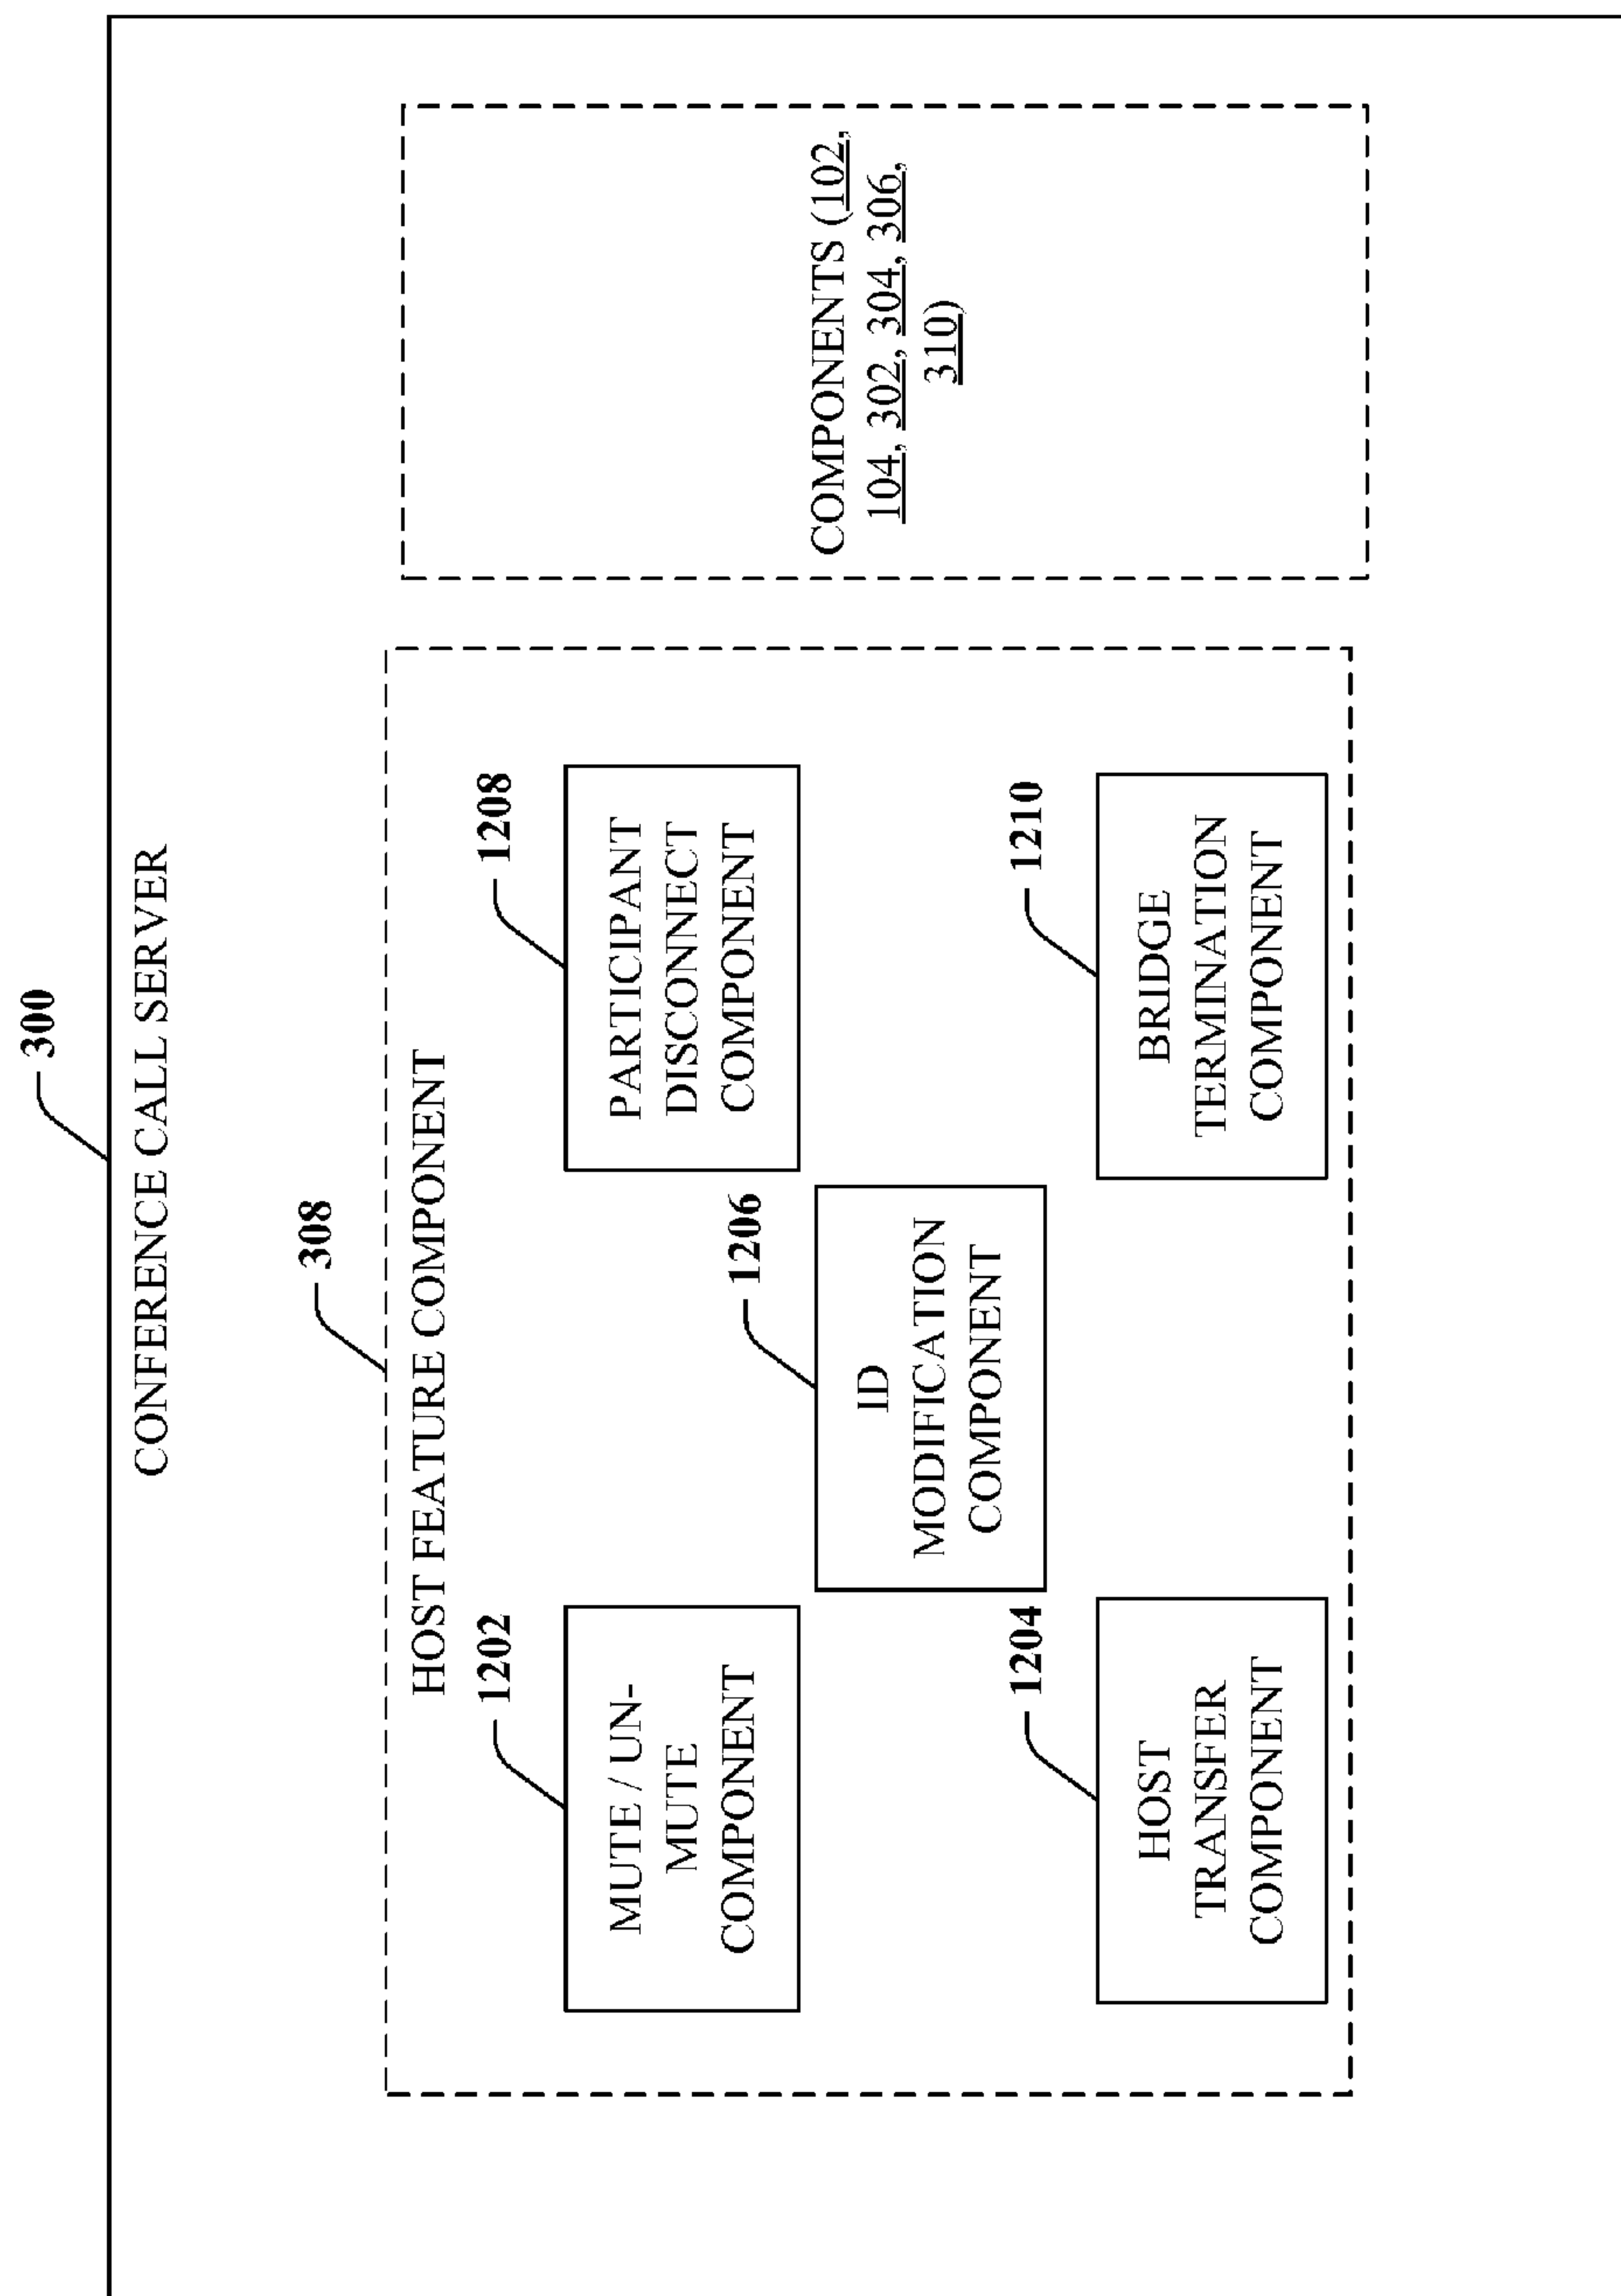 300
CONFERENCE CALL SERVER
308
HOST FEATURE COMPONENT
1202
MUTE / UN-
MUTE
COMPONENT
1208
PARTICIPANT
DISCONNECT
COMPONENT
1206
ID
MODIFICATION
COMPONENT
1204
HOST
TRANSFER
COMPONENT
1210
BRIDGE
TERMINATION
COMPONENT
COMPONENTS (102,
104, 302, 304, 306,
310)